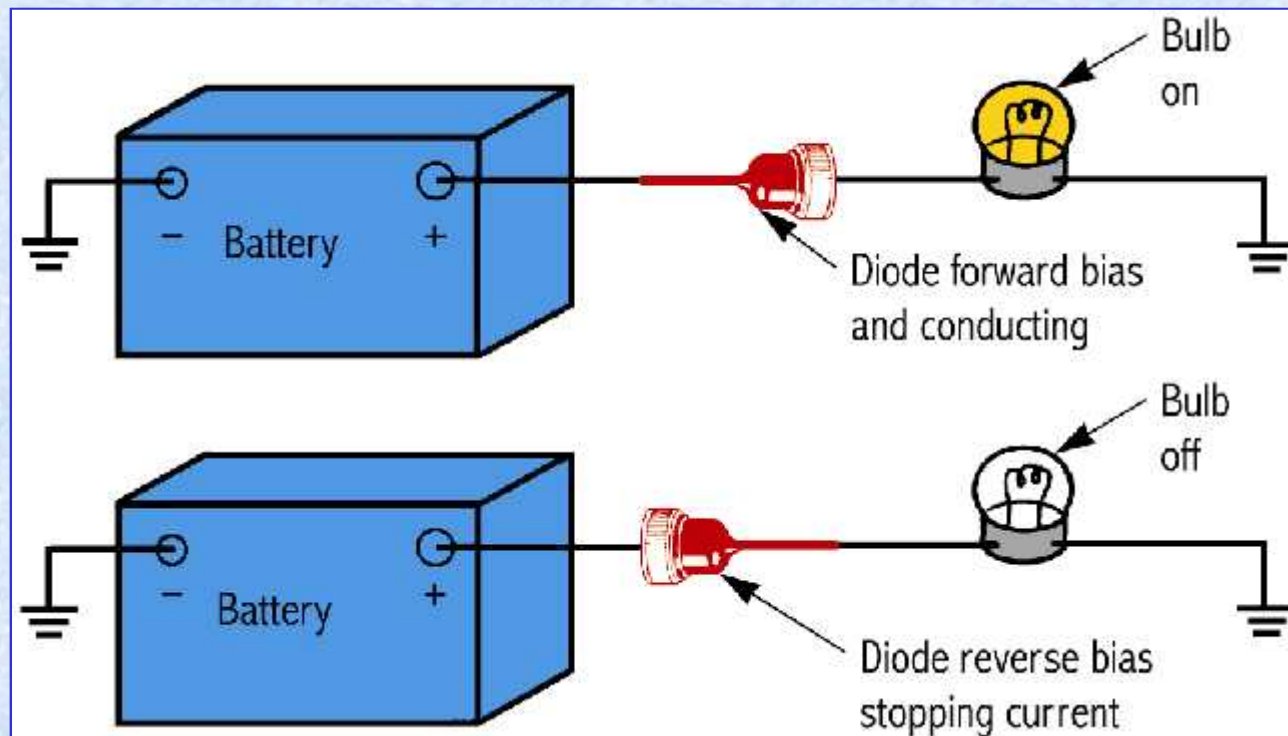 Bulb
on
− Battery +
Diode forward bias
and conducting
Bulb
off
− Battery +
Diode reverse bias
stopping current